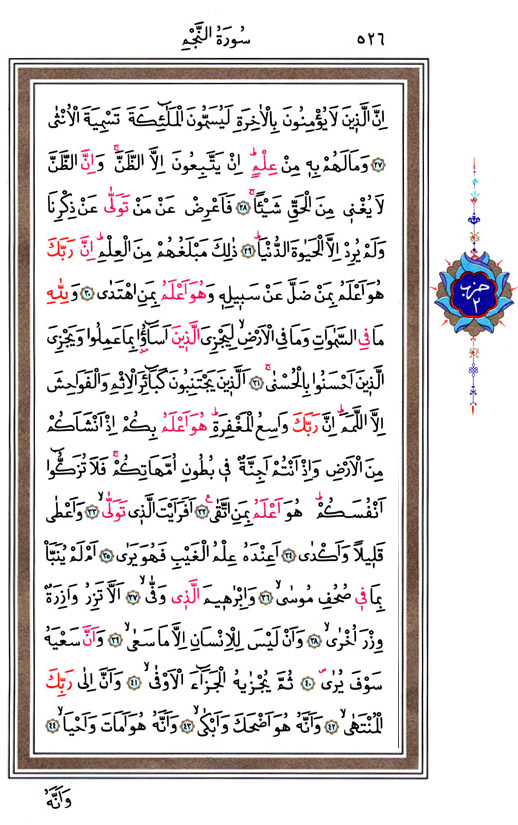 سُورَةُ النَّجْمِ ٥٢٦
اِنَّ الَّذ۪ينَ لَا يُؤْمِنُونَ بِالْاٰخِرَةِ لَيُسَمُّونَ الْمَلٰٓئِكَةَ تَسْمِيَةَ الْاُنْثٰى
﴿٢٧﴾ وَمَا لَهُمْ بِه۪ مِنْ عِلْمٍۜ اِنْ يَتَّبِعُونَ اِلَّا الظَّنَّۚ وَاِنَّ الظَّنَّ
لَا يُغْن۪ي مِنَ الْحَقِّ شَيْـًٔاۚ ﴿٢٨﴾ فَاَعْرِضْ عَنْ مَنْ تَوَلّٰى عَنْ ذِكْرِنَا
وَلَمْ يُرِدْ اِلَّا الْحَيٰوةَ الدُّنْيَاۜ ﴿٢٩﴾ ذٰلِكَ مَبْلَغُهُمْ مِنَ الْعِلْمِۜ اِنَّ رَبَّكَ
هُوَ اَعْلَمُ بِمَنْ ضَلَّ عَنْ سَب۪يلِه۪ وَهُوَ اَعْلَمُ بِمَنِ اهْتَدٰى ﴿٣٠﴾ وَلِلّٰهِ
مَا فِي السَّمٰوَاتِ وَمَا فِي الْاَرْضِۙ لِيَجْزِيَ الَّذ۪ينَ اَسَٓاؤُ۫ا بِمَا عَمِلُوا وَيَجْزِيَ
الَّذ۪ينَ اَحْسَنُوا بِالْحُسْنٰىۚ ﴿٣١﴾ اَلَّذ۪ينَ يَجْتَنِبُونَ كَبَٓائِرَ الْاِثْمِ وَالْفَوَاحِشَ
اِلَّا اللَّمَمَۜ اِنَّ رَبَّكَ وَاسِعُ الْمَغْفِرَةِۜ هُوَ اَعْلَمُ بِكُمْ اِذْ اَنْشَاَكُمْ
مِنَ الْاَرْضِ وَاِذْ اَنْتُمْ اَجِنَّةٌ ف۪ي بُطُونِ اُمَّهَاتِكُمْۚ فَلَا تُزَكُّٓوا
اَنْفُسَكُمْۜ هُوَ اَعْلَمُ بِمَنِ اتَّقٰى۟ ﴿٣٢﴾ اَفَرَاَيْتَ الَّذ۪ي تَوَلّٰىۙ ﴿٣٣﴾ وَاَعْطٰى
قَل۪يلًا وَاَكْدٰى ﴿٣٤﴾ اَعِنْدَهُ عِلْمُ الْغَيْبِ فَهُوَ يَرٰى ﴿٣٥﴾ اَمْ لَمْ يُنَبَّأْ
بِمَا ف۪ي صُحُفِ مُوسٰىۙ ﴿٣٦﴾ وَاِبْرٰه۪يمَ الَّذ۪ي وَفّٰىۙ ﴿٣٧﴾ اَلَّا تَزِرُ وَازِرَةٌ
وِزْرَ اُخْرٰىۙ ﴿٣٨﴾ وَاَنْ لَيْسَ لِلْاِنْسَانِ اِلَّا مَا سَعٰىۙ ﴿٣٩﴾ وَاَنَّ سَعْيَهُ
سَوْفَ يُرٰىۖ ﴿٤٠﴾ ثُمَّ يُجْزٰيهُ الْجَزَٓاءَ الْاَوْفٰىۙ ﴿٤١﴾ وَاَنَّ اِلٰى رَبِّكَ
الْمُنْتَهٰىۙ ﴿٤٢﴾ وَاَنَّهُ هُوَ اَضْحَكَ وَاَبْكٰىۙ ﴿٤٣﴾ وَاَنَّهُ هُوَ اَمَاتَ وَاَحْيَاۙ ﴿٤٤﴾
وَاَنَّهُ
حزب
٢